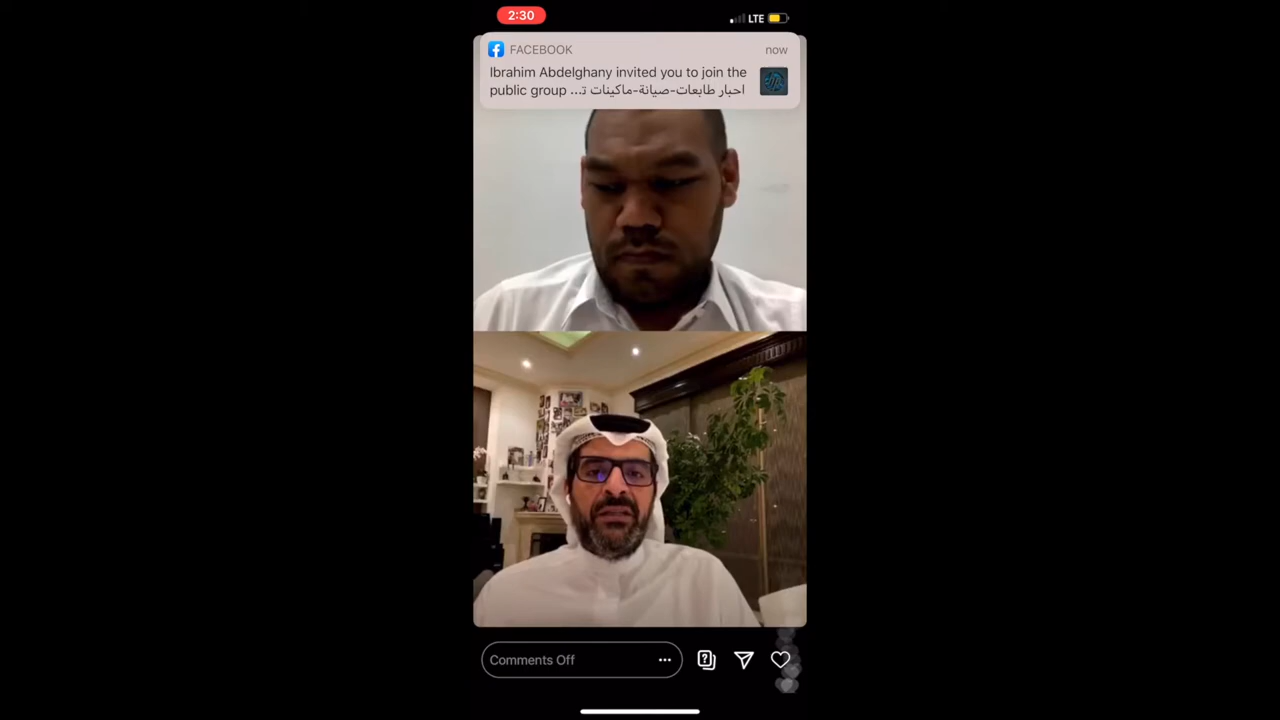 2:30
LTE
FACEBOOK
now
Ibrahim Abdelghany invited you to join the
public group احبار طابعات-صيانة-ماكينات ت...
Comments Off